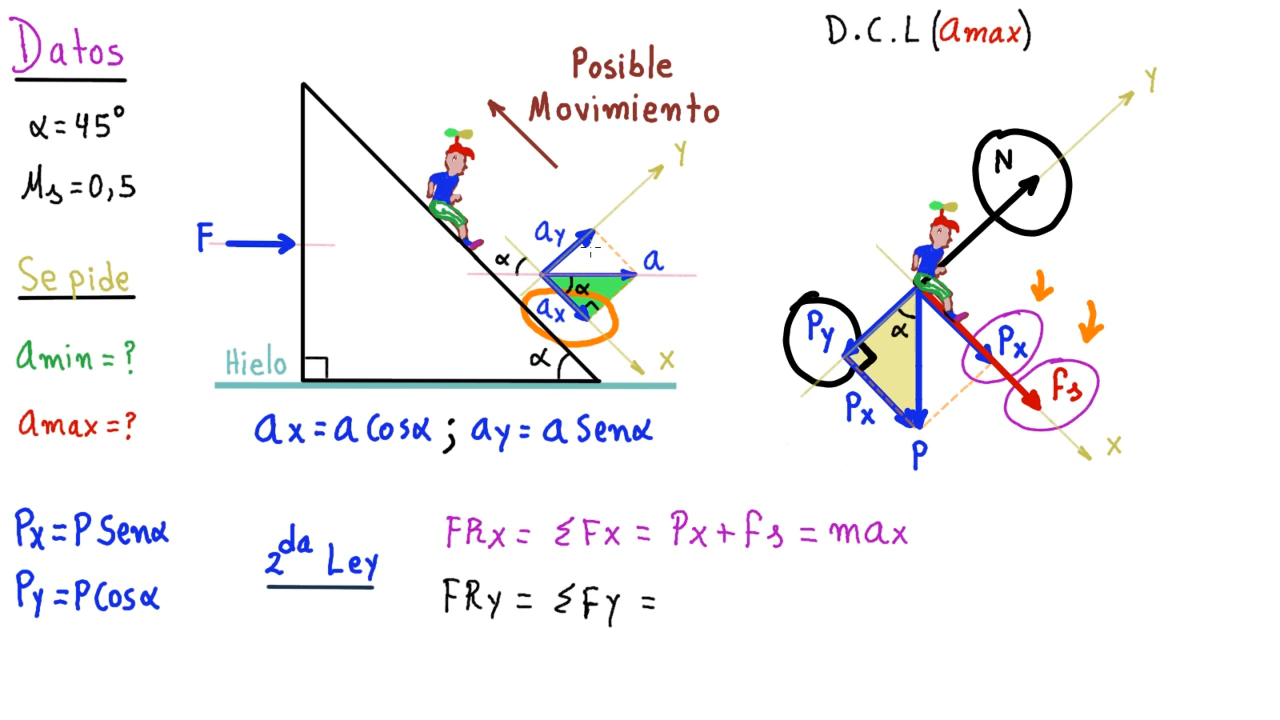 Datos
α = 45°
Ms = 0,5
Se pide
amin = ?
amax = ?
Posible
Movimiento
F
Hielo
α
α
α
ay
ax
a
Y
X
ax = a Cosα ; ay = a Senα
D.C.L (amax)
Y
N
Py
α
Px
Px
fs
P
X
Px = P Senα
Py = P Cosα
2da Ley
FRx = ΣFx = Px + fs = max
FRy = ΣFy =